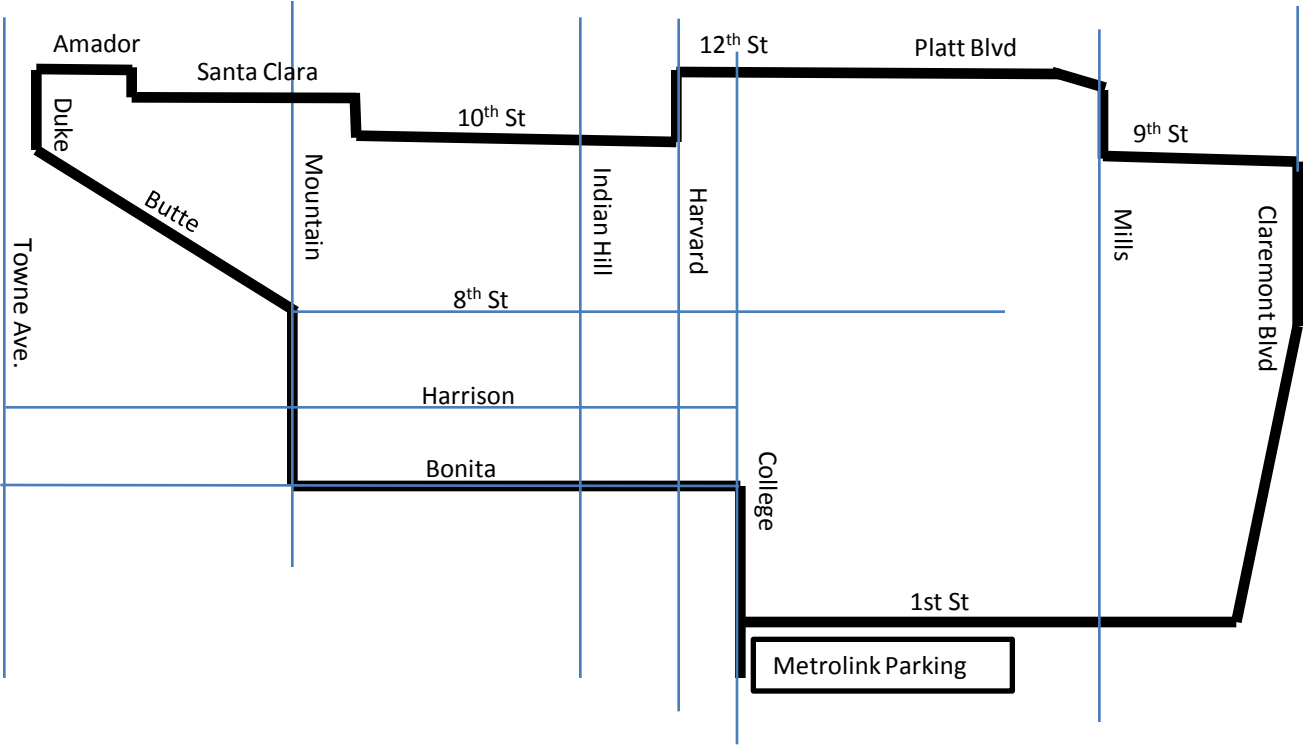 Amador
12th St
Platt Blvd
Santa Clara
Duke
10th St
9th St
Mountain
Indian Hill
Harvard
Butte
Mills
Claremont Blvd
Towne Ave.
8th St
Harrison
Bonita
College
1st St
Metrolink Parking